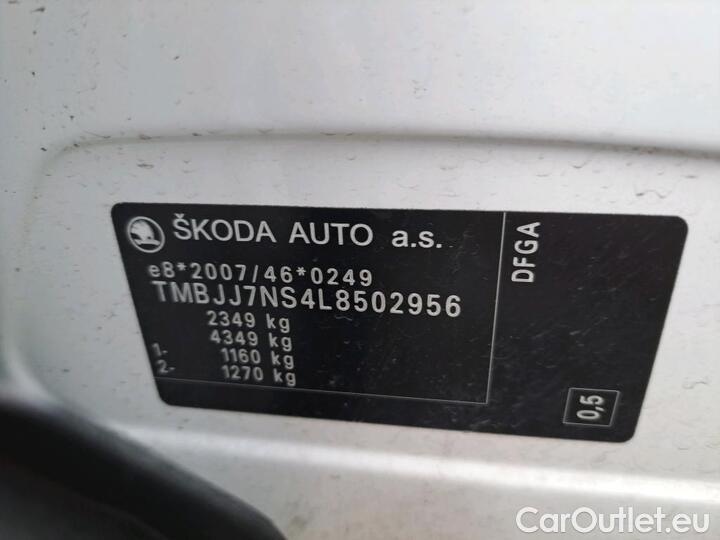 ŠKODA AUTO a.s.
e8*2007/46*0249
TMBJJ7NS4L8502956
2349 kg
4349 kg
1- 1160 kg
2- 1270 kg
DFGA
0,5
CarOutlet.eu